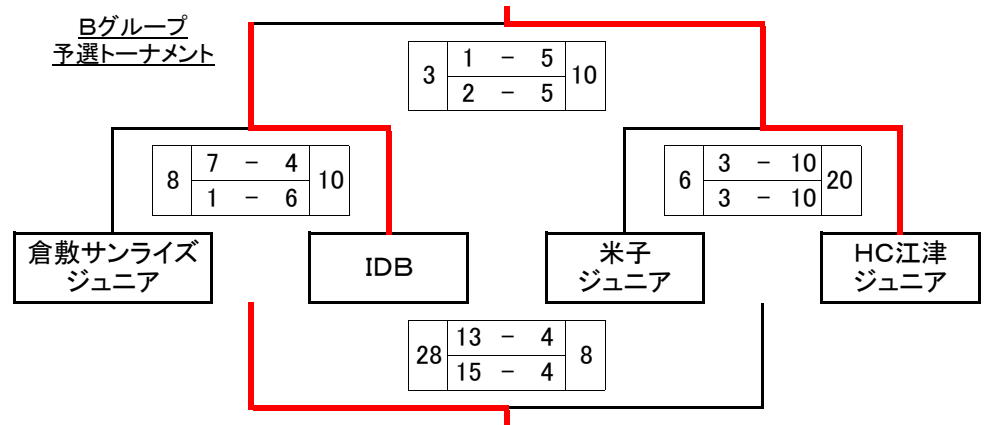 Bグループ
予選トーナメント
3 1 - 5 10
2 - 5
8 7 - 4 10
1 - 6
6 3 - 10 20
3 - 10
倉敷サンライズ
ジュニア
IDB
米子
ジュニア
HC江津
ジュニア
28 13 - 4 8
15 - 4